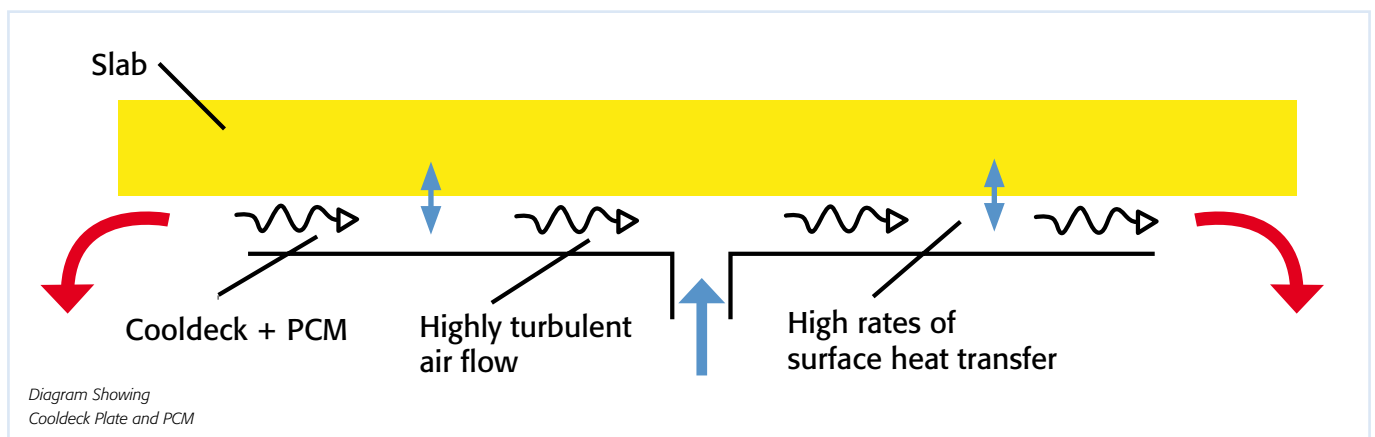 Slab
Cooldeck + PCM
Highly turbulent
air flow
High rates of
surface heat transfer
Diagram Showing
Cooldeck Plate and PCM